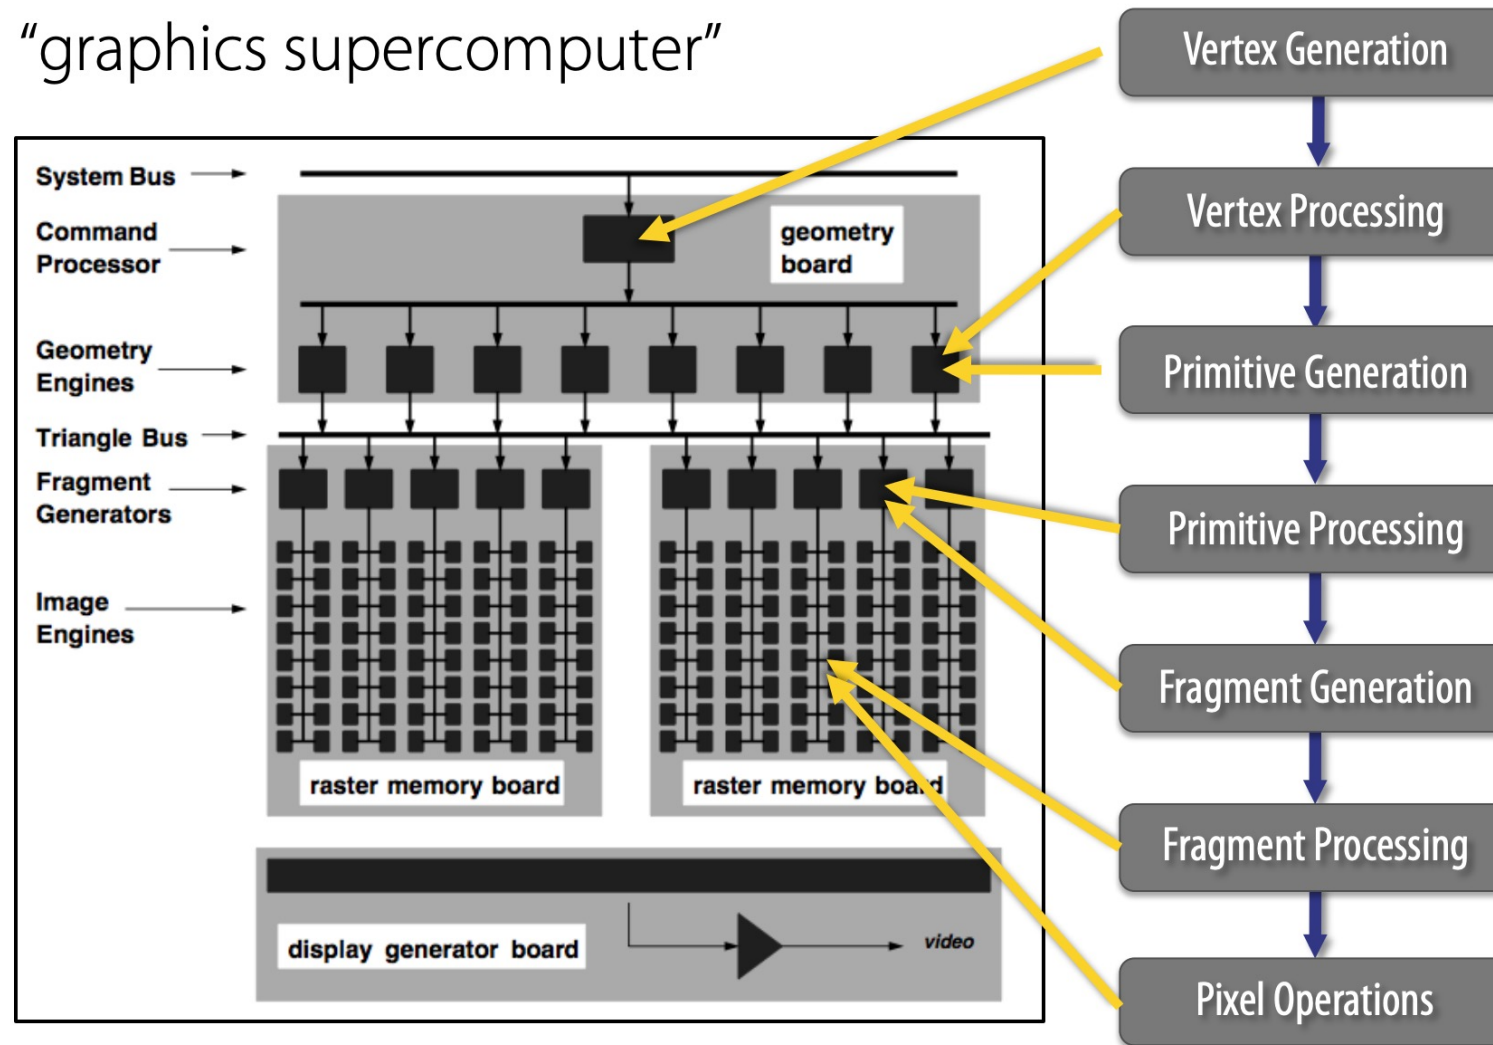 “graphics supercomputer”
System Bus
Command
Processor
geometry
board
Geometry
Engines
Triangle Bus
Fragment
Generators
Image
Engines
raster memory board
raster memory board
display generator board
video
Vertex Generation
Vertex Processing
Primitive Generation
Primitive Processing
Fragment Generation
Fragment Processing
Pixel Operations